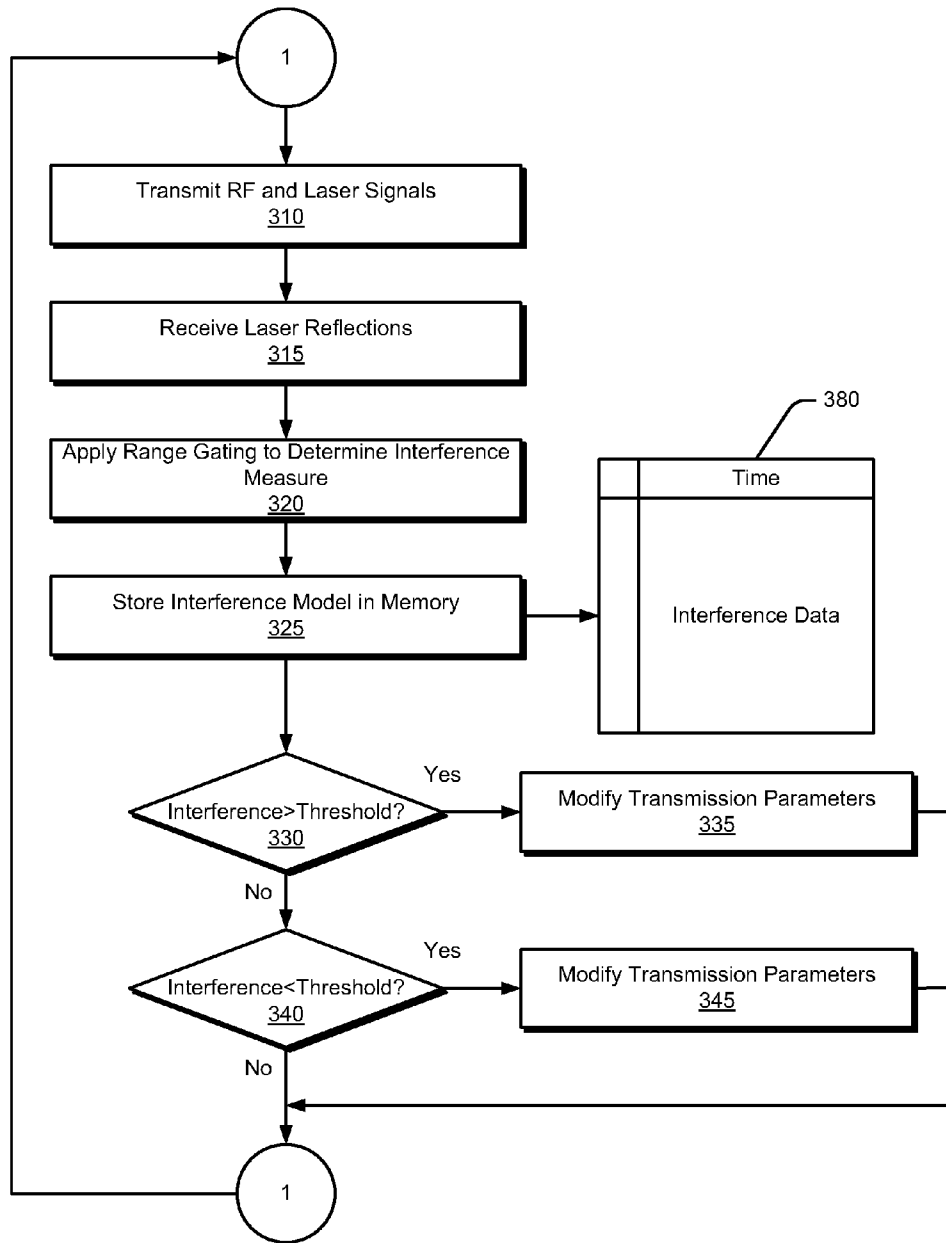 1
Transmit RF and Laser Signals
310
Receive Laser Reflections
315
380
Apply Range Gating to Determine Interference
Measure
320
Time
Store Interference Model in Memory
325
Interference Data
Interference>Threshold?
330
Yes
Modify Transmission Parameters
335
No
Interference<Threshold?
340
Yes
Modify Transmission Parameters
345
No
1